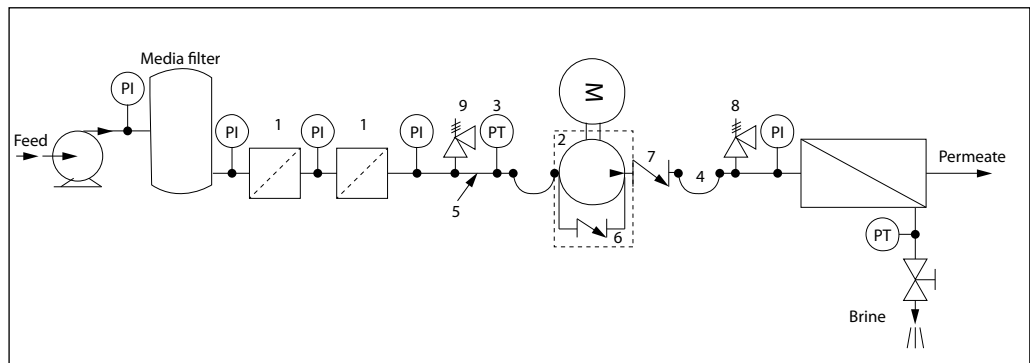 Media filter
PI
Feed
PI
1
PI
1
PI
9
3
PT
5
M
2
6
7
4
8
PI
Permeate
PT
Brine